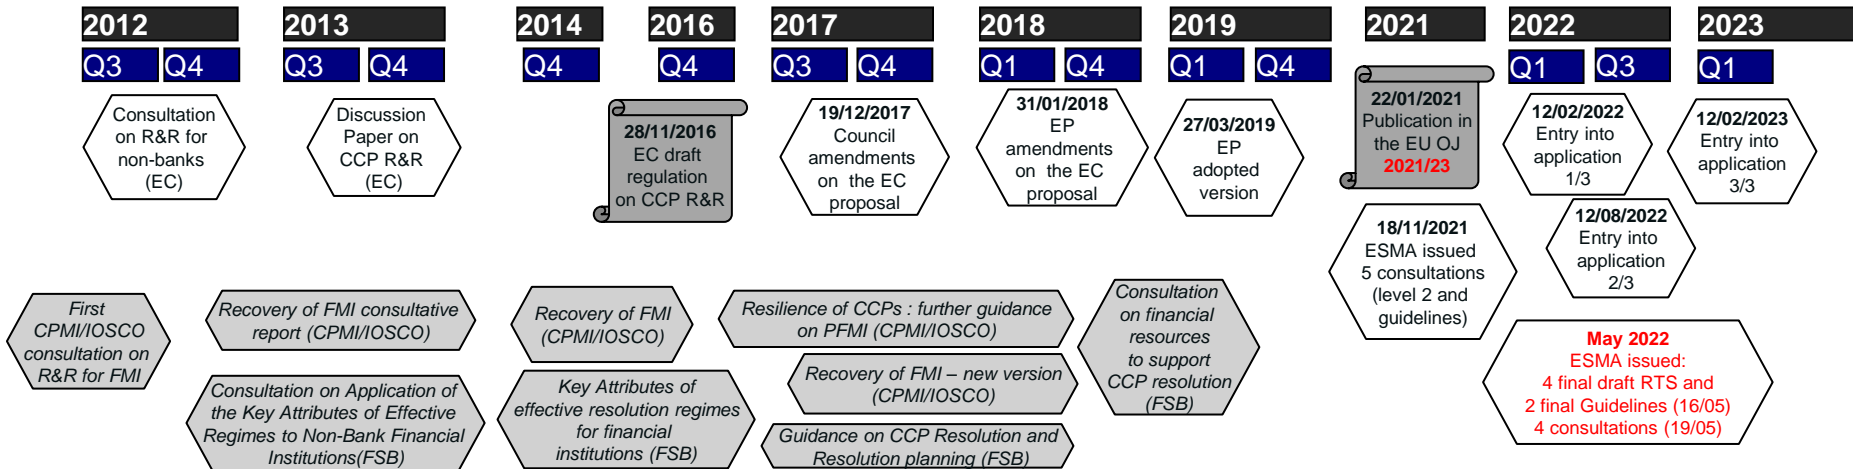 2012
2013
2014
2016
2017
2018
2019
2021
2022
2023
Q3
Q4
Q3
Q4
Q4
Q4
Q3
Q4
Q1
Q4
Q1
Q4
Q1
Q3
Q1
Consultation
on R&R for
non-banks
(EC)
Discussion
Paper on
CCP R&R
(EC)
28/11/2016
EC draft
regulation
on CCP R&R
19/12/2017
Council
amendments
on the EC
proposal
31/01/2018
EP
amendments
on the EC
proposal
27/03/2019
EP
adopted
version
22/01/2021
Publication in
the EU OJ
2021/23
12/02/2022
Entry into
application
1/3
12/02/2023
Entry into
application
3/3
18/11/2021
ESMA issued
5 consultations
(level 2 and
guidelines)
12/08/2022
Entry into
application
2/3
First
CPMI/IOSCO
consultation on
R&R for FMI
Recovery of FMI consultative
report (CPMI/IOSCO)
Consultation on Application of
the Key Attributes of Effective
Regimes to Non-Bank Financial
Institutions(FSB)
Recovery of FMI
(CPMI/IOSCO)
Key Attributes of
effective resolution regimes
for financial
institutions (FSB)
Resilience of CCPs : further guidance
on PFMI (CPMI/IOSCO)
Recovery of FMI – new version
(CPMI/IOSCO)
Guidance on CCP Resolution and
Resolution planning (FSB)
Consultation
on financial
resources
to support
CCP resolution
(FSB)
May 2022
ESMA issued:
4 final draft RTS and
2 final Guidelines (16/05)
4 consultations (19/05)